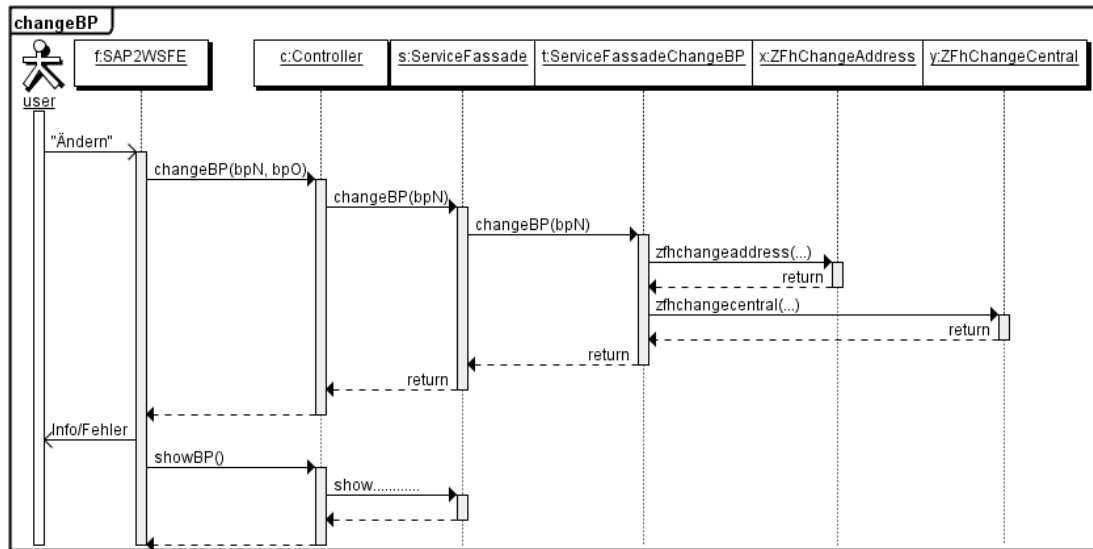 changeBP
user
f:SAP2WSFE
c:Controller
s:ServiceFassade
t:ServiceFassadeChangeBP
x:ZFhChangeAddress
y:ZFhChangeCentral
"Ändern"
changeBP(bpN, bpO)
changeBP(bpN)
changeBP(bpN)
zfhchangeaddress(...)
return
zfhchangecentral(...)
return
return
return
Info/Fehler
showBP()
show............